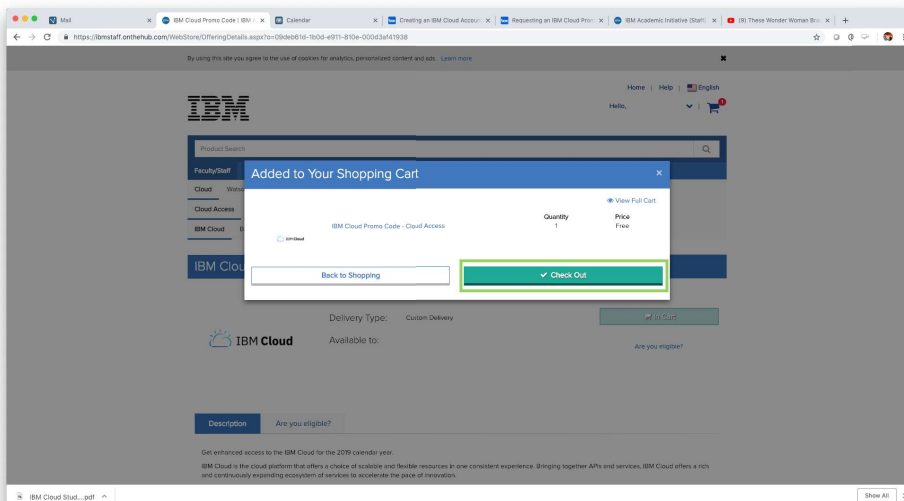 Mail
IBM Cloud Promo Code | IBM A
Calendar
Creating an IBM Cloud Account
Requesting an IBM Cloud Prom
IBM Academic Initiative (Staff)
(9) These Wonder Woman Bra
https://ibmstaff.onthehub.com/WebStore/OfferingDetails.aspx?o=09deb61d-1b0d-e911-810e-000d3af41938
By using this site you agree to the use of cookies for analytics, personalized content and ads. Learn more
Home | Help | English
IBM
Hello,
1
Product Search
Faculty/Staff
Added to Your Shopping Cart
Cloud
View Full Cart
Cloud Access
Quantity
Price
IBM Cloud Promo Code - Cloud Access
1
Free
IBM Cloud
IBM Cloud
IBM Clou
Back to Shopping
Check Out
Delivery Type: Custom Delivery
In Cart
IBM Cloud
Available to:
Are you eligible?
Description
Are you eligible?
Get enhanced access to the IBM Cloud for the 2019 calendar year.
IBM Cloud is the cloud platform that offers a choice of scalable and flexible resources in one consistent experience. Bringing together APIs and services, IBM Cloud offers a rich
and continuously expanding ecosystem of services to accelerate the pace of innovation.
IBM Cloud Stud....pdf
Show All